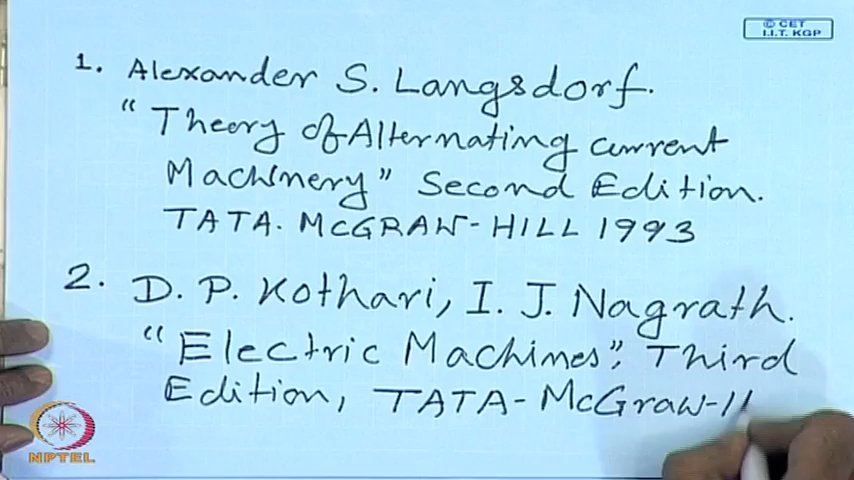 © CET
I.I.T. KGP
1. Alexander S. Langsdorf.
"Theory of Alternating current
Machinery" Second Edition.
TATA. McGRAW-HILL 1993
2. D. P. Kothari, I. J. Nagrath.
"Electric Machines", Third
Edition, TATA-McGraw-H
NPTEL